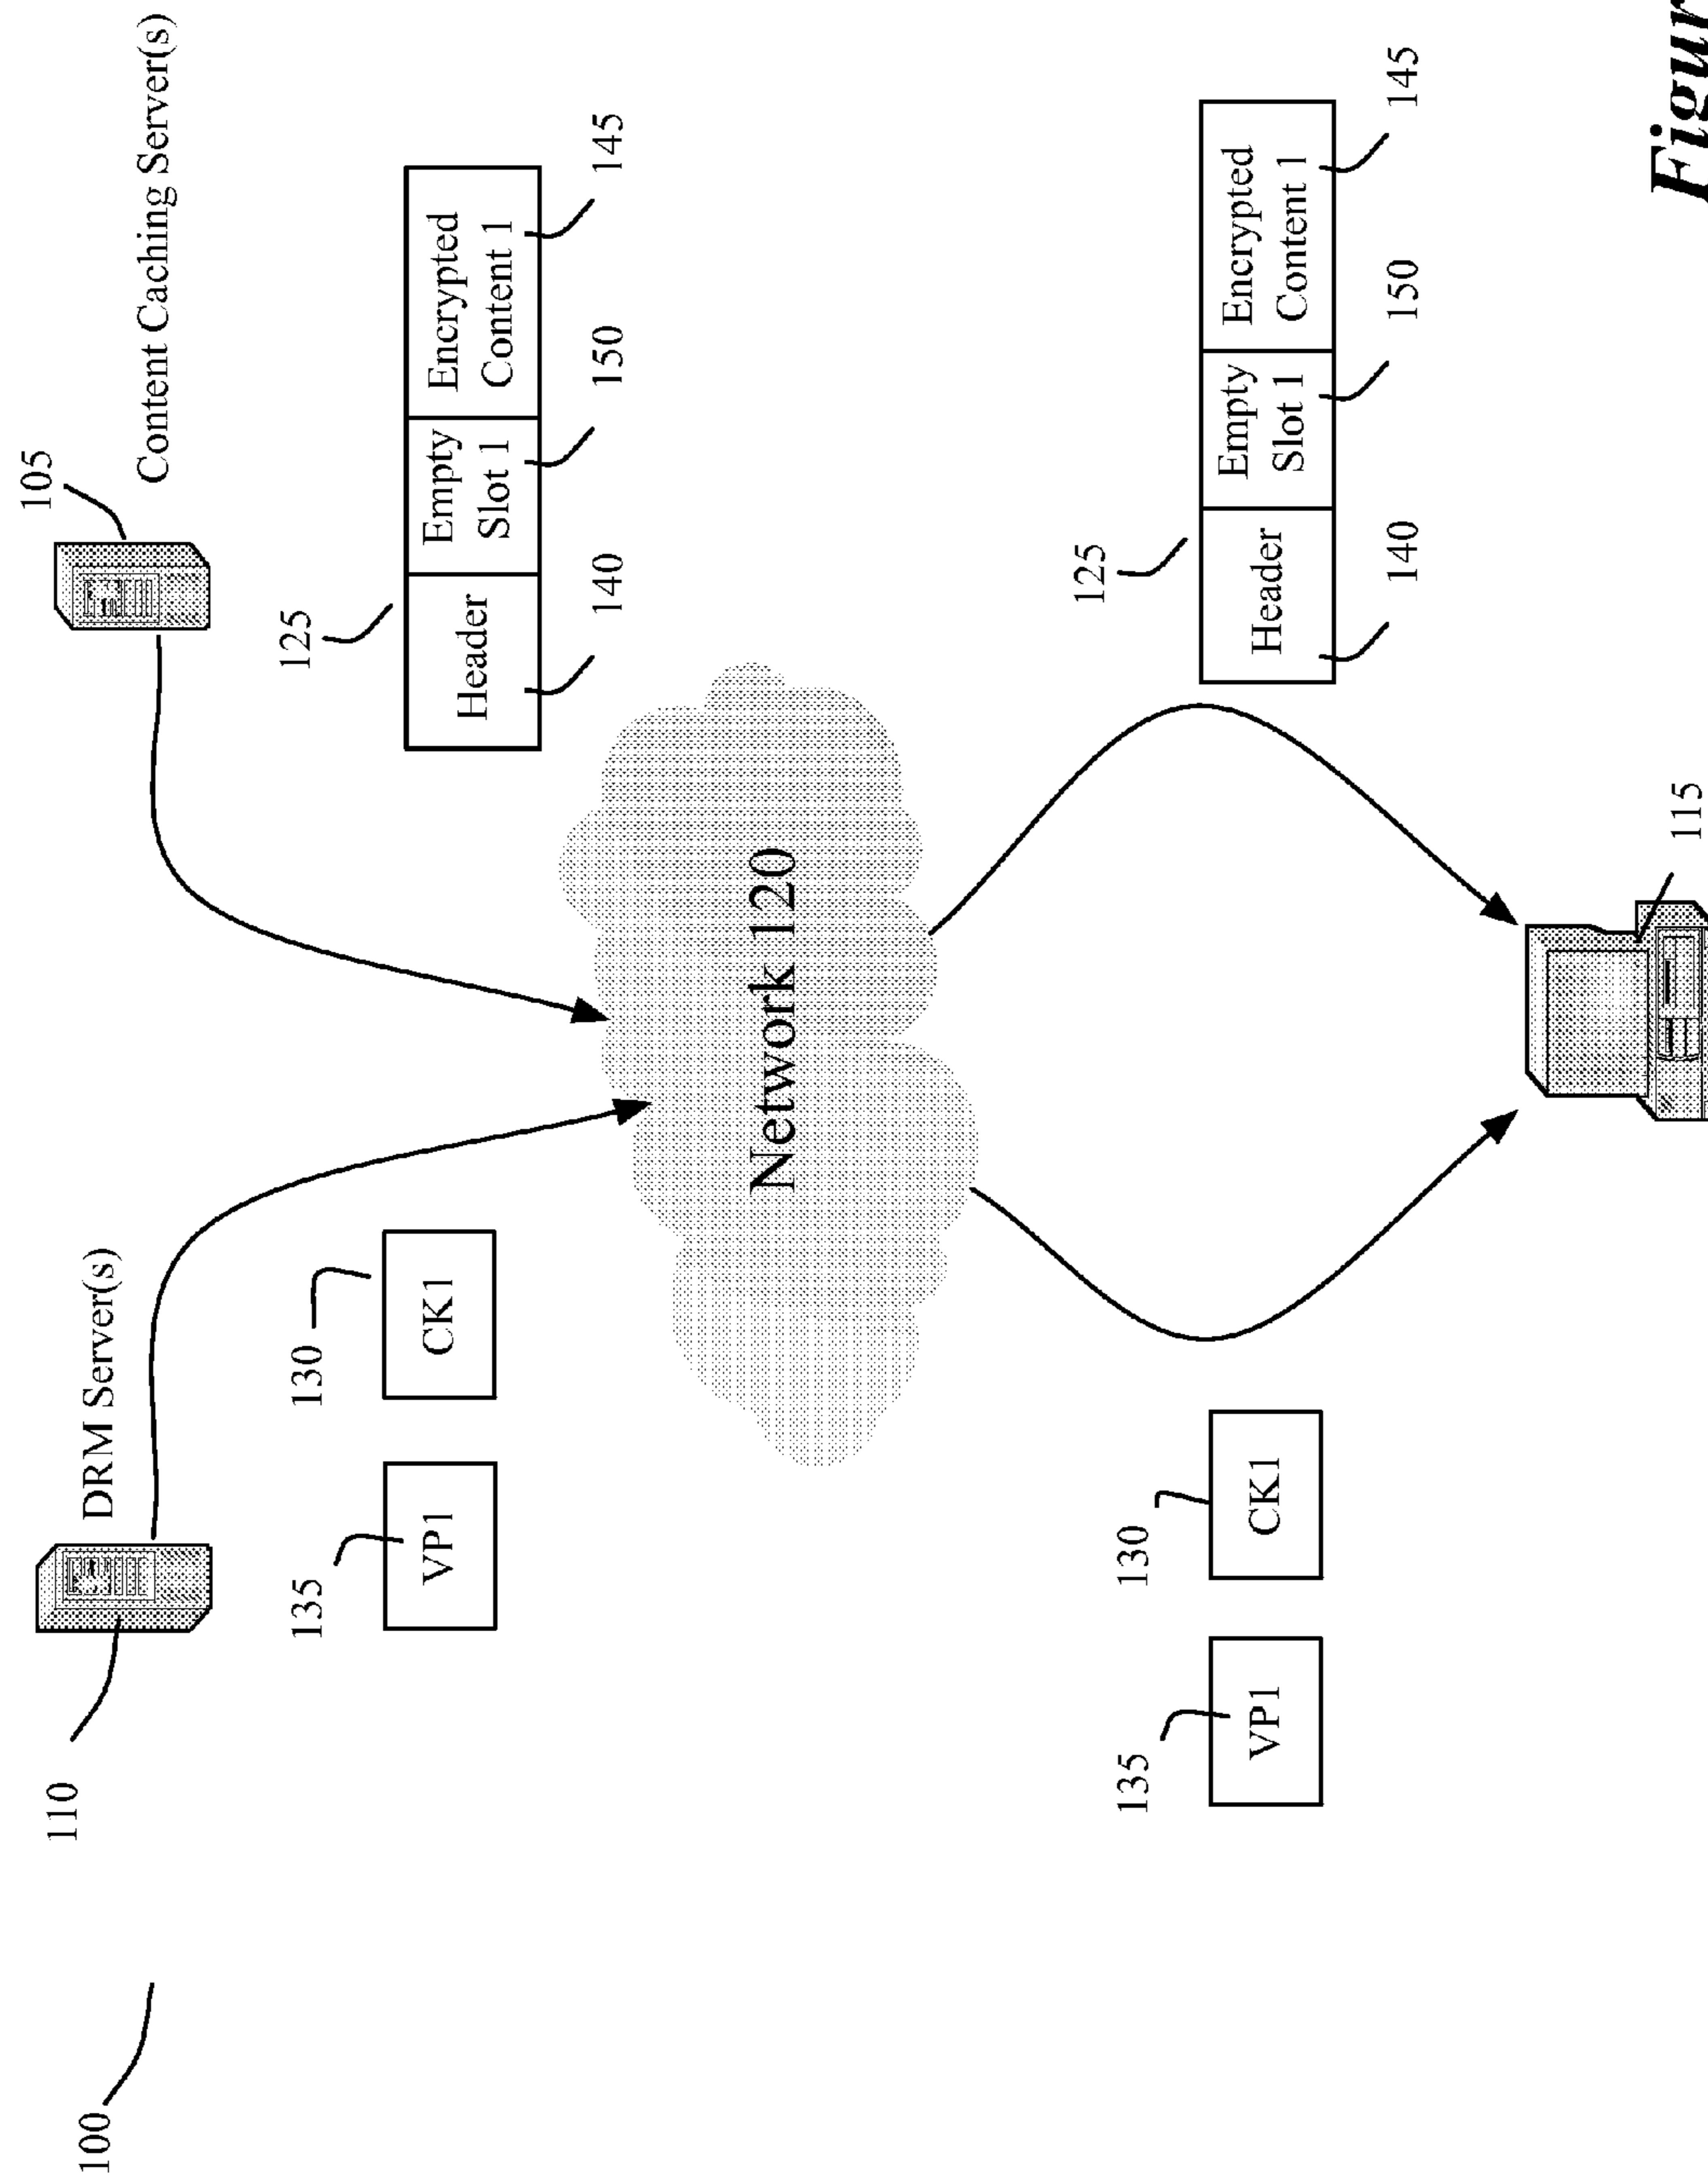 100
110
DRM Server(s)
105
Content Caching Server(s)
135
VP1
130
CK1
125
Header
Empty
Slot 1
Encrypted
Content 1
140
150
145
Network 120
135
VP1
130
CK1
125
Header
Empty
Slot 1
Encrypted
Content 1
140
150
145
115